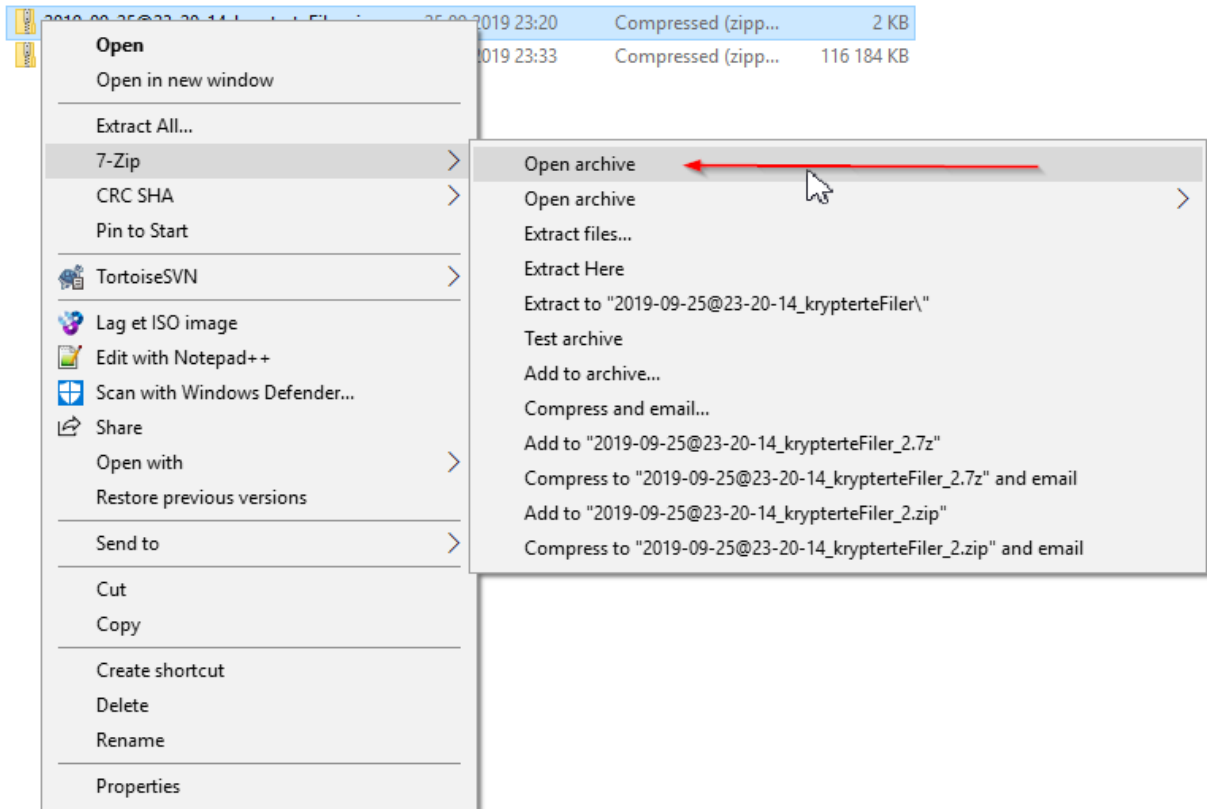 2019 23:20 Compressed (zipp... 2 KB
2019 23:33 Compressed (zipp... 116 184 KB
Open
Open in new window
Extract All...
7-Zip
CRC SHA
Pin to Start
TortoiseSVN
Lag et ISO image
Edit with Notepad++
Scan with Windows Defender...
Share
Open with
Restore previous versions
Send to
Cut
Copy
Create shortcut
Delete
Rename
Properties
Open archive
Open archive
Extract files...
Extract Here
Extract to "2019-09-25@23-20-14_krypterteFiler\"
Test archive
Add to archive...
Compress and email...
Add to "2019-09-25@23-20-14_krypterteFiler_2.7z"
Compress to "2019-09-25@23-20-14_krypterteFiler_2.7z" and email
Add to "2019-09-25@23-20-14_krypterteFiler_2.zip"
Compress to "2019-09-25@23-20-14_krypterteFiler_2.zip" and email